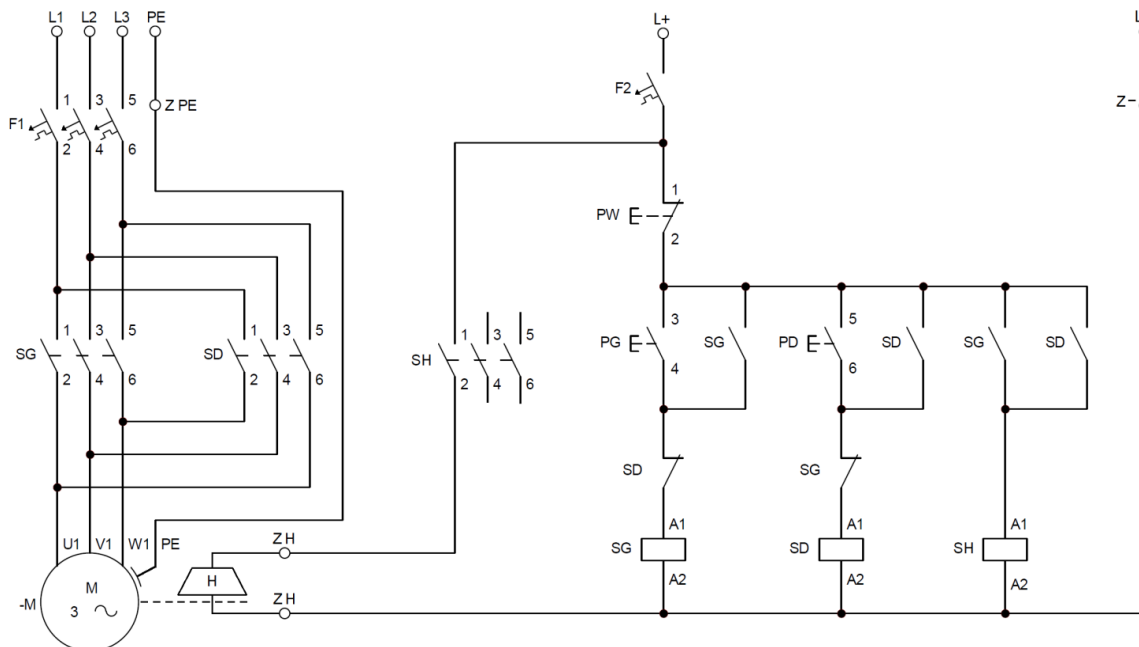 L1 L2 L3 PE L+ L
F2
1 3 5 Z PE Z-
F1
2 4 6
1
PW
2
1 3 5 1 3 5 1 3 5 3 5
SG SD SH PG SG PD SD SG SD
2 4 6 2 4 6 2 4 6 4 6
SD SG
A1 A1 A1
U1 V1 W1 PE Z H SG SD SH
A2 A2 A2
M H
-M 3
Z H